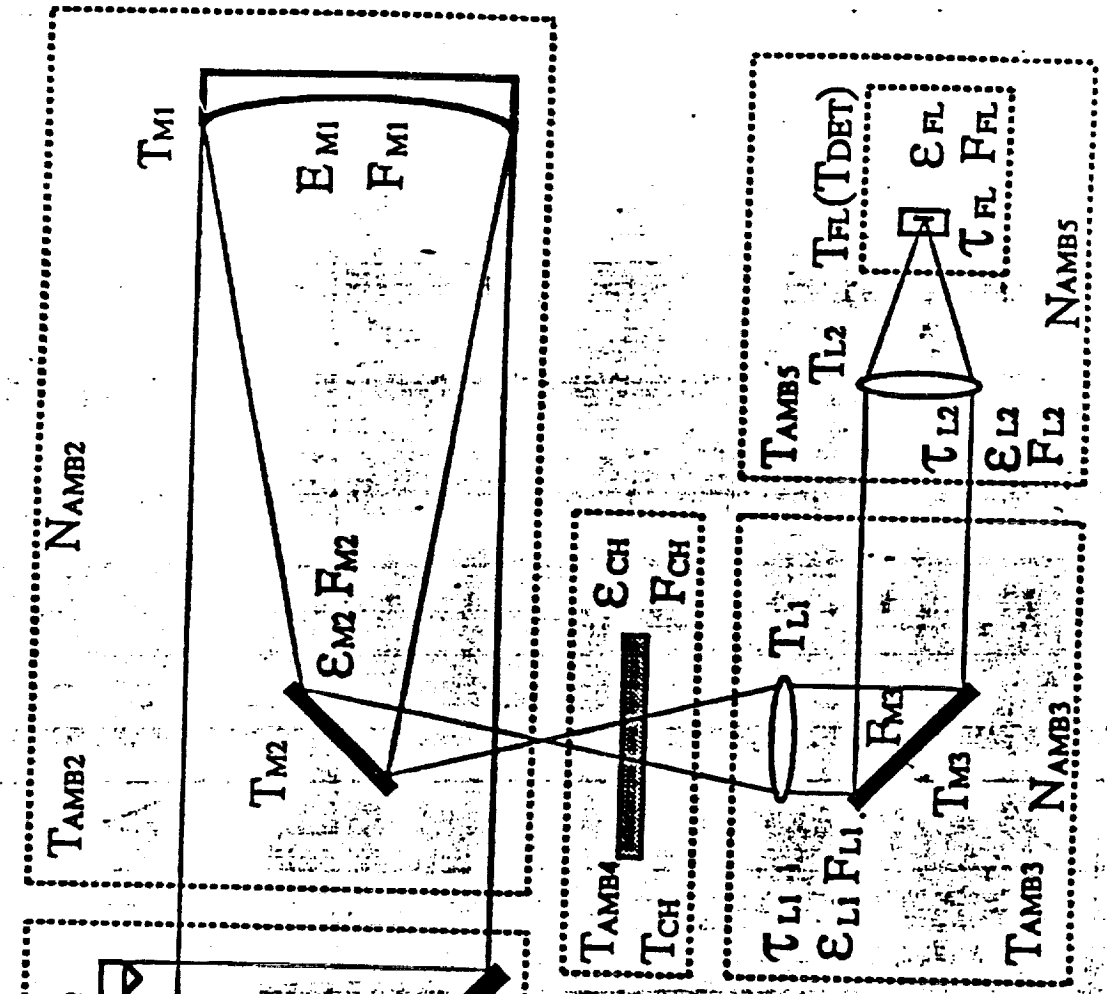 NAMB2
TAMB2
TM1
EM1
FM1
εM2 FM2
TM2
TAMB4
TCH
εCH
FCH
TL1
τL1
εL1 FL1
FM3
TM3
TAMB3
NAMB3
TAMB5
TL2
τL2
εL2
FL2
TFL(TDET)
εFL
τFL FFL
NAMB5